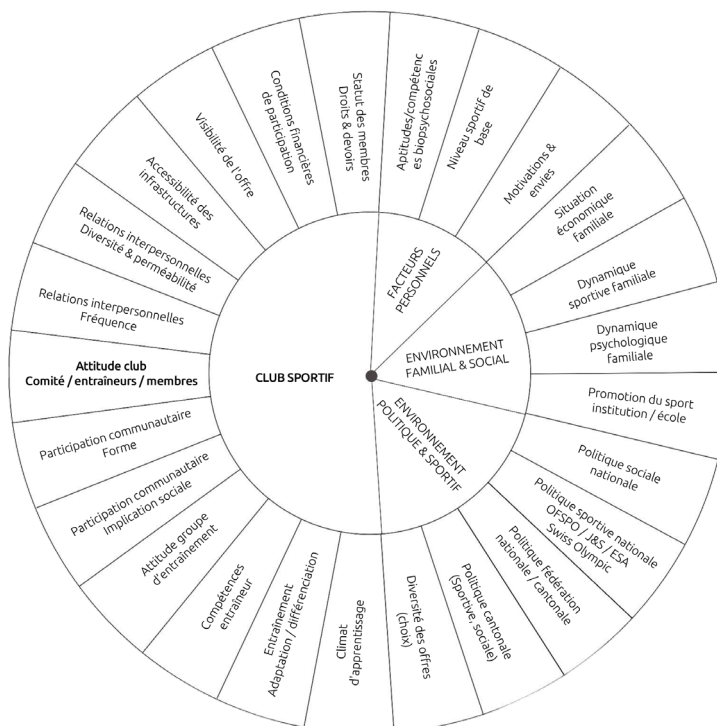 CLUB SPORTIF
FACTEURS
PERSONNELS
ENVIRONNEMENT
FAMILIAL & SOCIAL
ENVIRONNEMENT
POLITIQUE & SPORTIF
Aptitudes/compétenc
es biopsychosociales
Niveau sportif de
base
Motivations &
envies
Situation
économique
familiale
Dynamique
sportive familiale
Dynamique
psychologique
familiale
Promotion du sport
institution / école
Politique sociale
nationale
Politique sportive nationale
OFSPO / J&S / ESA
Swiss Olympic
Politique Fédération
nationale / cantonale
Politique cantonale
(Sportive, sociale)
Diversité des offres
(choix)
Climat
d'apprentissage
Entraînement
Adaptation / différenciation
Compétences
entraîneur
Attitude groupe
d'entraînement
Participation communautaire
Implication sociale
Participation communautaire
Forme
Attitude club
Comité / entraîneurs / membres
Relations interpersonnelles
Fréquence
Relations interpersonnelles
Diversité & perméabilité
Accessibilité des
infrastructures
Visibilité de l'offre
Conditions financières
de participation
Statut des membres
Droits & devoirs